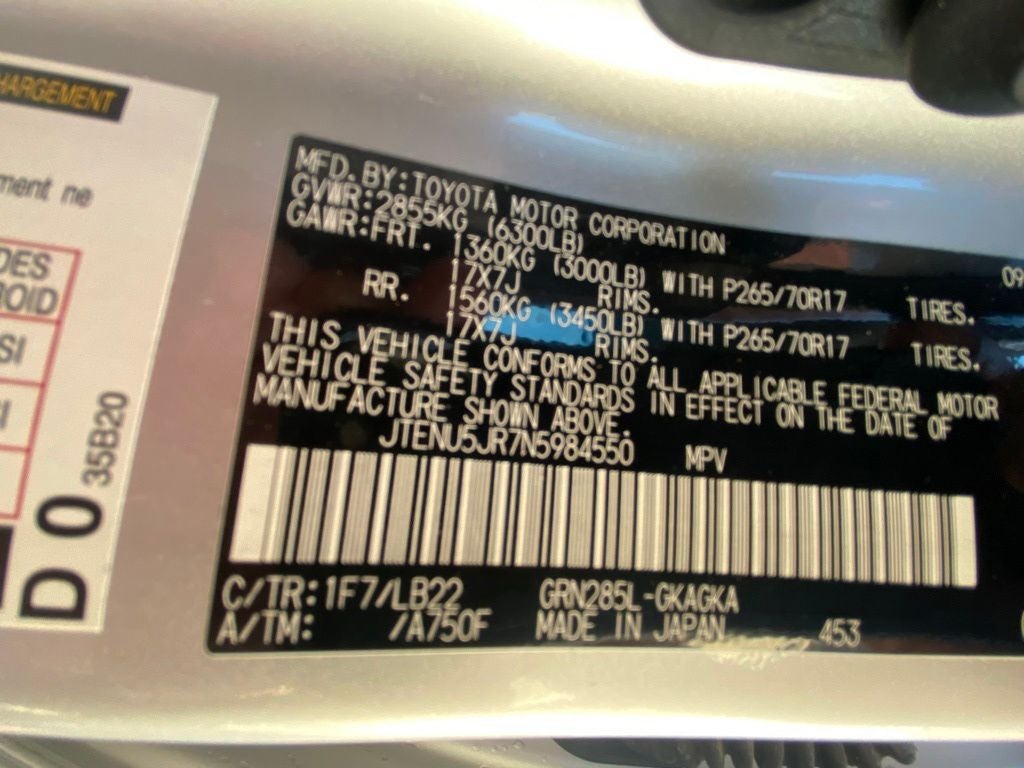 HARGEMENT
ment ne
DES
ROID
SI
SI
D 0 35B20
MFD. BY: TOYOTA MOTOR CORPORATION
GVWR: 2855KG (6300LB) 09
GAWR: FRT. 1360KG (3000LB) WITH P265/70R17 TIRES.
17X7J RIMS.
RR. 1560KG (3450LB) WITH P265/70R17 TIRES.
17X7J RIMS.
THIS VEHICLE CONFORMS TO ALL APPLICABLE FEDERAL MOTOR
VEHICLE SAFETY STANDARDS IN EFFECT ON THE DATE OF
MANUFACTURE SHOWN ABOVE.
JTENU5JR7N5984550 MPV
C/TR: 1F7/LB22 GRN285L-GKAGKA
A/TM: /A750F MADE IN JAPAN 453